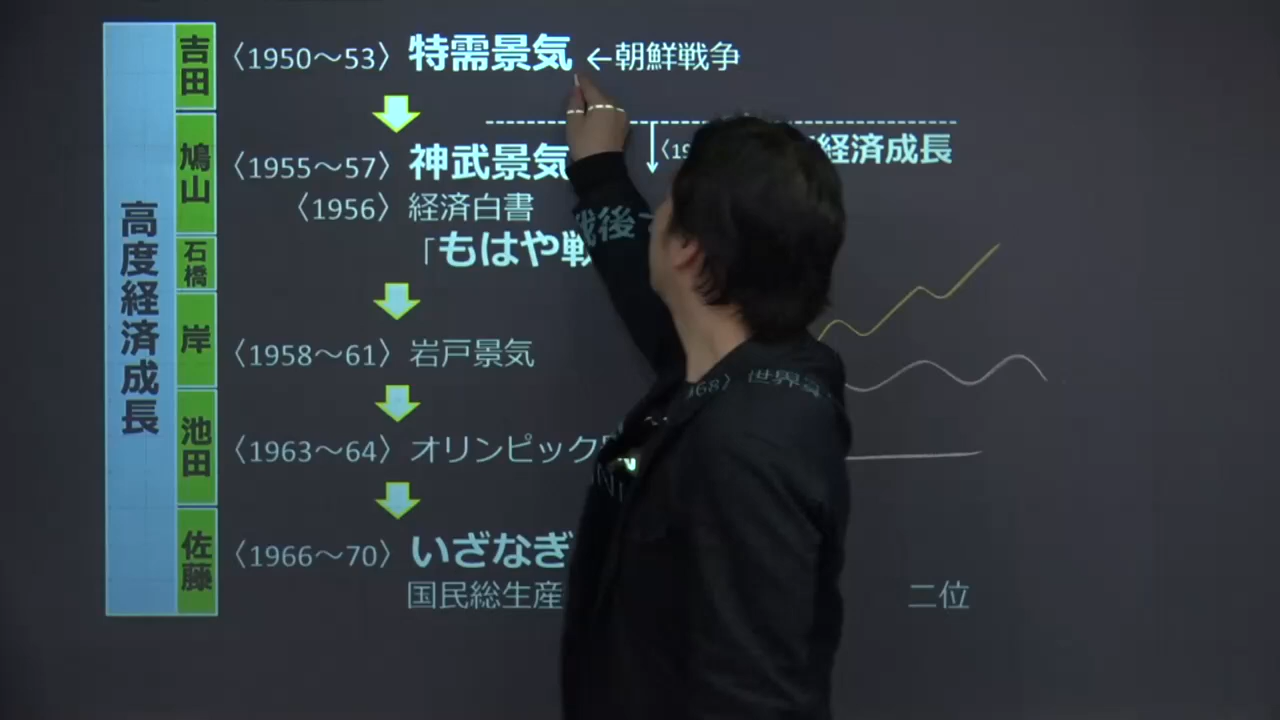 高度経済成長
吉田
〈1950～53〉特需景気 ←朝鮮戦争
鳩山
〈1955～57〉神武景気
経済成長
〈1956〉経済白書
戦後
「もはや戦
石橋
岸
〈1958～61〉岩戸景気
68〉世界
池田
〈1963～64〉オリンピック
佐藤
〈1966～70〉いざなぎ
国民総生産
二位